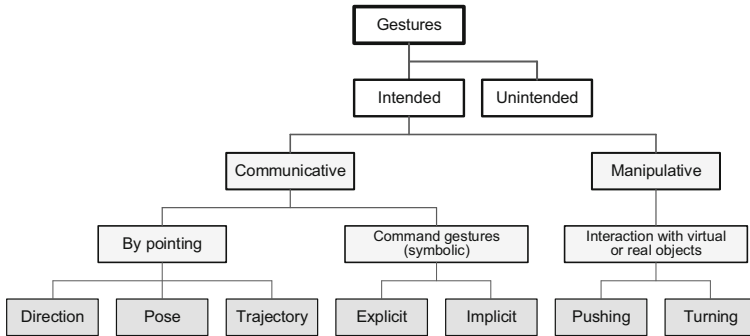 Gestures
Intended
Unintended
Communicative
Manipulative
By pointing
Command gestures
(symbolic)
Interaction with virtual
or real objects
Direction
Pose
Trajectory
Explicit
Implicit
Pushing
Turning